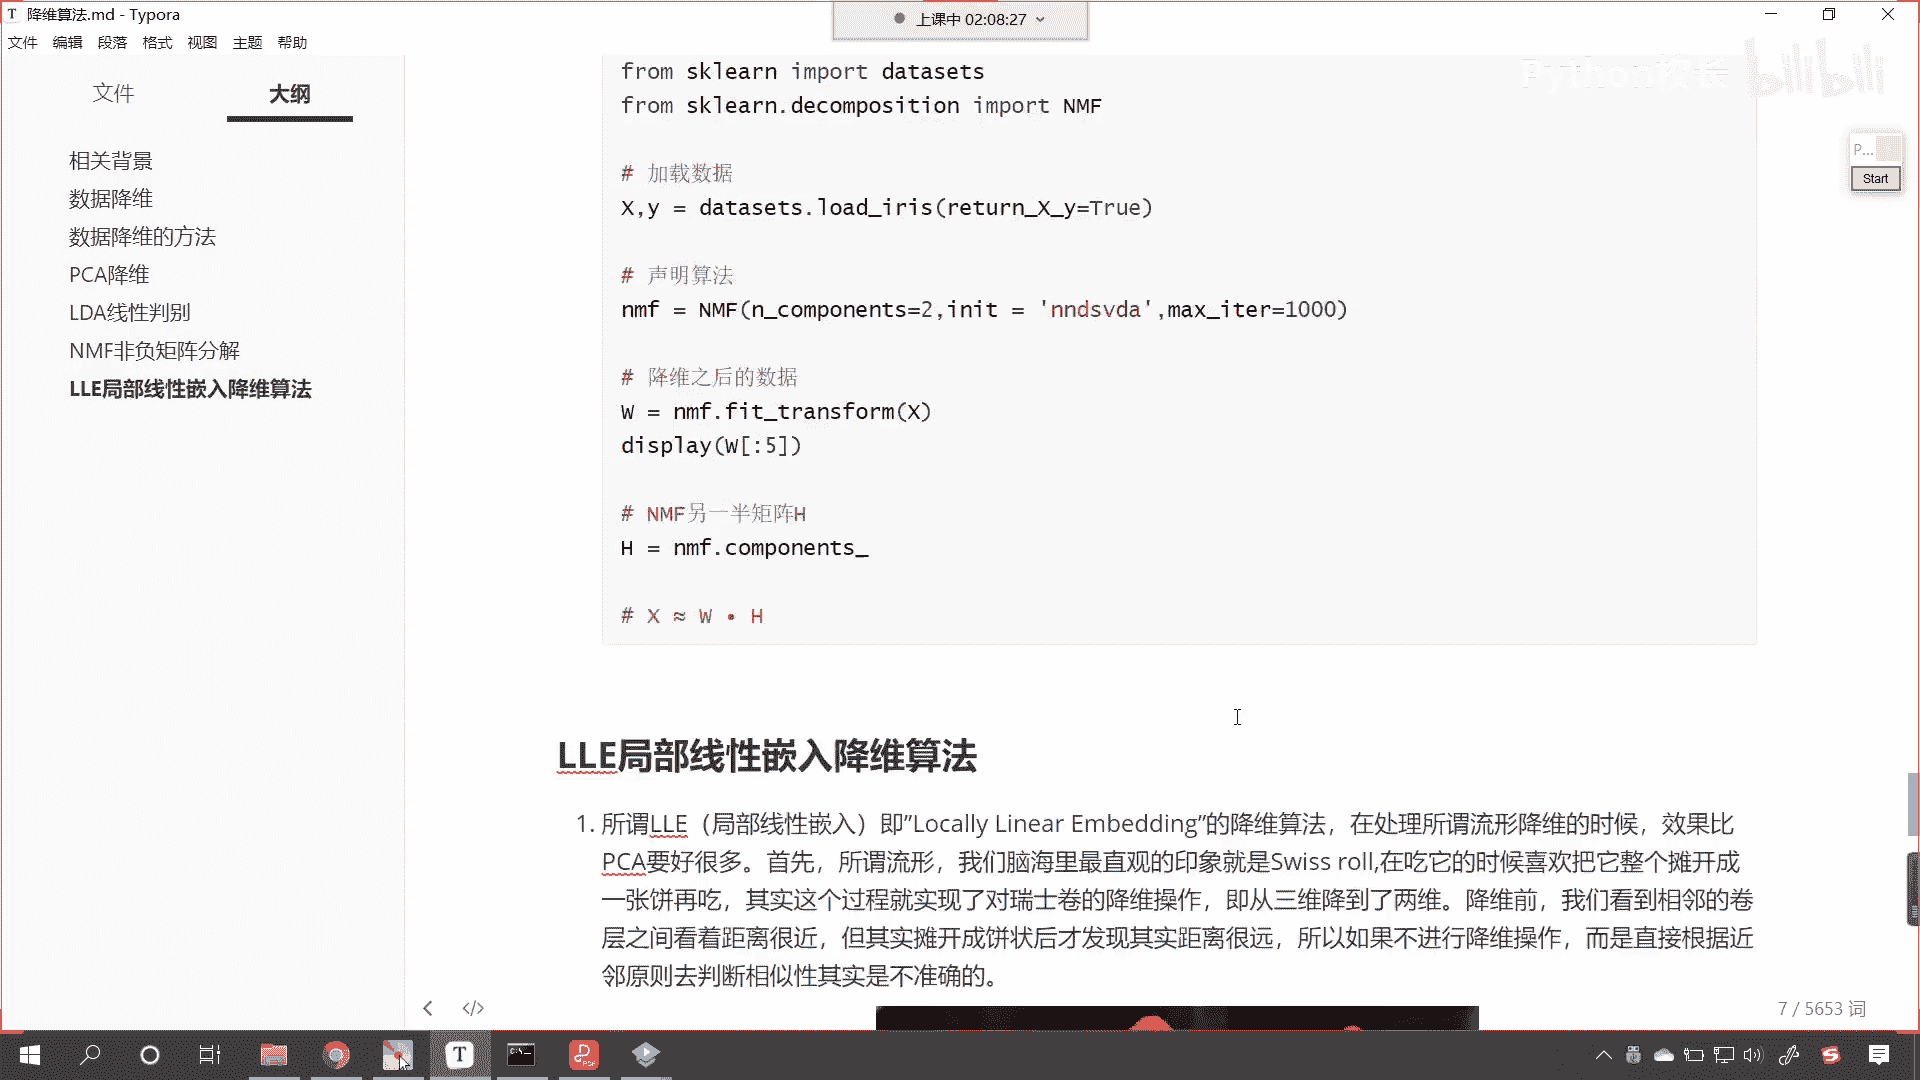 降维算法.md - Typora
上课中 02:08:27
文件 编辑 段落 格式 视图 主题 帮助
Python校长 bilibili
文件 大纲
相关背景
数据降维
数据降维的方法
PCA降维
LDA线性判别
NMF非负矩阵分解
LLE局部线性嵌入降维算法
P...
Start
from sklearn import datasets
from sklearn.decomposition import NMF
# 加载数据
X,y = datasets.load_iris(return_X_y=True)
# 声明算法
nmf = NMF(n_components=2,init = 'nndsvda',max_iter=1000)
# 降维之后的数据
W = nmf.fit_transform(X)
display(W[:5])
# NMF另一半矩阵H
H = nmf.components_
# X ≈ W • H
LLE局部线性嵌入降维算法
1. 所谓LLE（局部线性嵌入）即”Locally Linear Embedding”的降维算法，在处理所谓流形降维的时候，效果比
PCA要好很多。首先，所谓流形，我们脑海里最直观的印象就是Swiss roll,在吃它的时候喜欢把它整个摊开成
一张饼再吃，其实这个过程就实现了对瑞士卷的降维操作，即从三维降到了两维。降维前，我们看到相邻的卷
层之间看着距离很近，但其实摊开成饼状后才发现其实距离很远，所以如果不进行降维操作，而是直接根据近
邻原则去判断相似性其实是不准确的。
7 / 5653 词